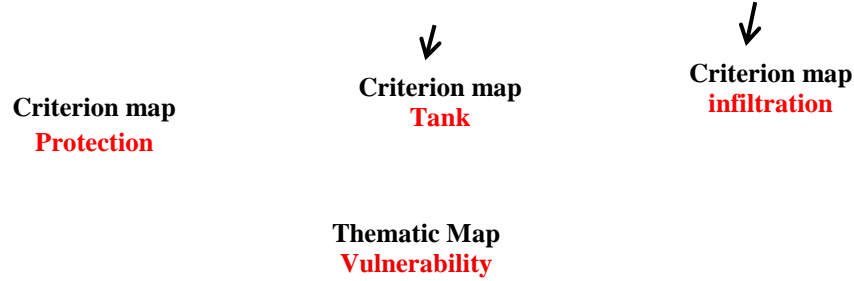 Criterion map
Protection
Criterion map
Tank
Criterion map
infiltration
Thematic Map
Vulnerability